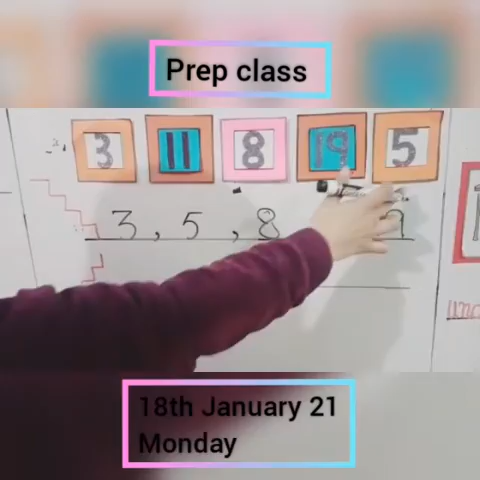 Prep class
3 11 8 19 5
3, 5, 8
18th January 21
Monday